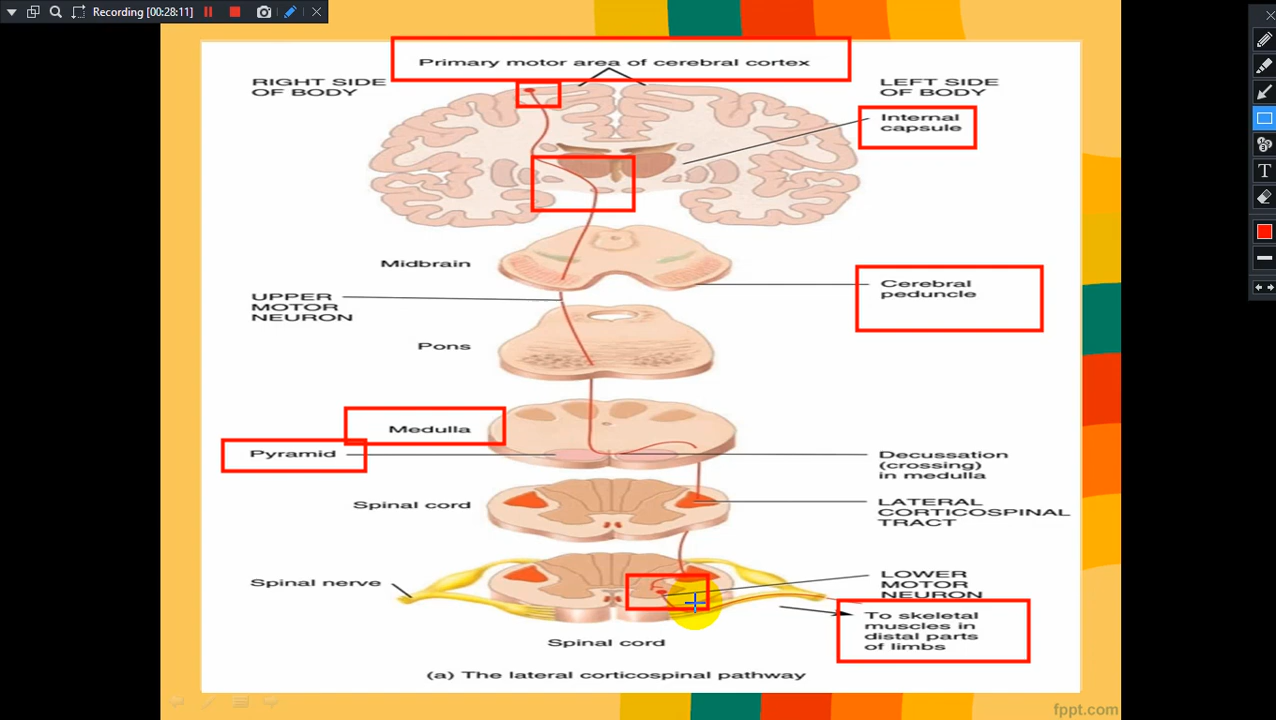 Recording [00:28:11]
Primary motor area of cerebral cortex
RIGHT SIDE
OF BODY
LEFT SIDE
OF BODY
Internal
capsule
Midbrain
Cerebral
peduncle
UPPER
MOTOR
NEURON
Pons
Medulla
Pyramid
Decussation
(crossing)
in medulla
Spinal cord
LATERAL
CORTICOSPINAL
TRACT
Spinal nerve
LOWER
MOTOR
NEURON
To skeletal
muscles in
distal parts
of limbs
Spinal cord
(a) The lateral corticospinal pathway
fppt.com